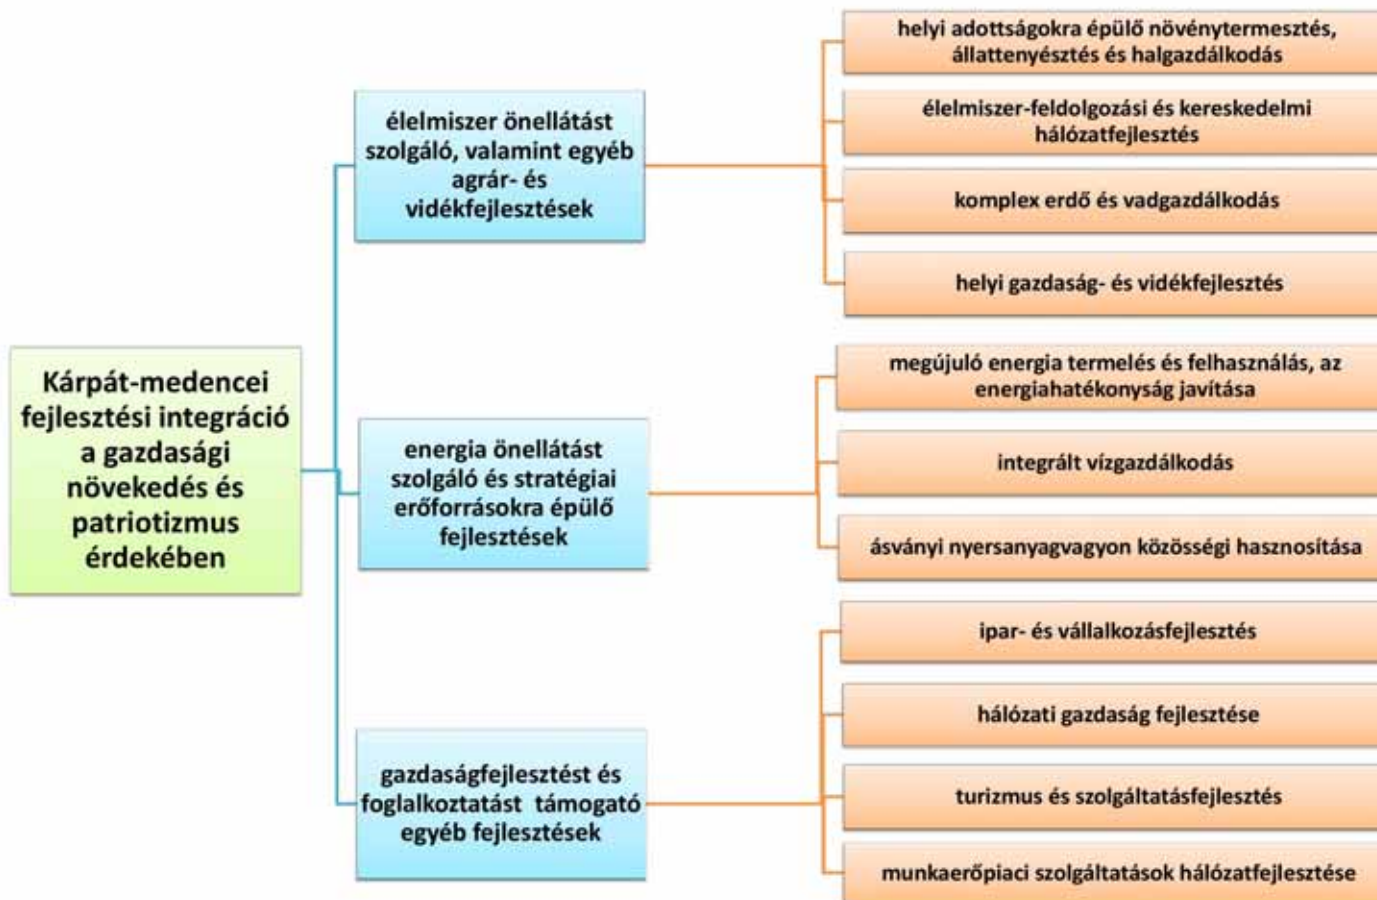 Kárpát-medencei
fejlesztési integráció
a gazdasági
növekedés és
patriotizmus
érdekében
élelmiszer önellátást
szolgáló, valamint egyéb
agrár- és
vidékfejlesztések
helyi adottságokra épülő növénytermesztés,
állattenyésztés és halgazdálkodás
élelmiszer-feldolgozási és kereskedelmi
hálózatfejlesztés
komplex erdő és vadgazdálkodás
helyi gazdaság- és vidékfejlesztés
energia önellátást
szolgáló és stratégiai
erőforrásokra épülő
fejlesztések
megújuló energia termelés és felhasználás, az
energiahatékonyság javítása
integrált vízgazdálkodás
ásványi nyersanyagvagyon közösségi hasznosítása
gazdaságfejlesztést és
foglalkoztatást támogató
egyéb fejlesztések
ipar- és vállalkozásfejlesztés
hálózati gazdaság fejlesztése
turizmus és szolgáltatásfejlesztés
munkaerőpiaci szolgáltatások hálózatfejlesztése